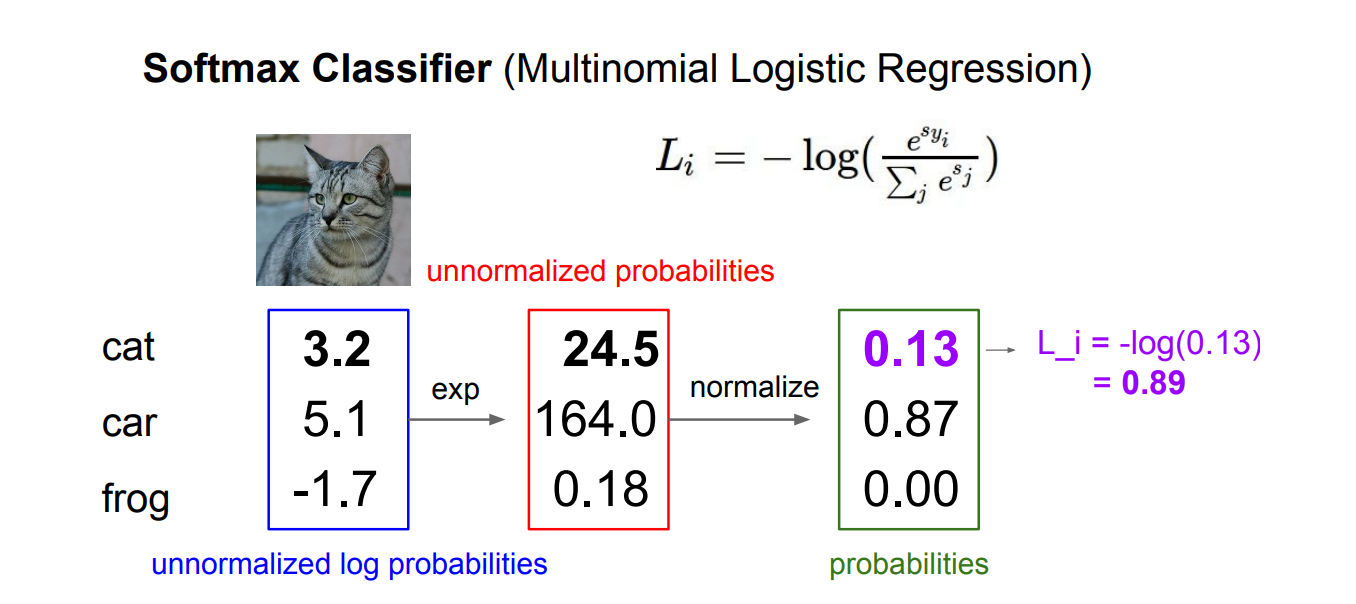 Softmax Classifier (Multinomial Logistic Regression)
L_i = − log(e^{s_{y_i}} / ∑_j e^{s_j})
unnormalized probabilities
cat 3.2 24.5 0.13 L_i = -log(0.13)
= 0.89
exp normalize
car 5.1 164.0 0.87
frog -1.7 0.18 0.00
unnormalized log probabilities probabilities